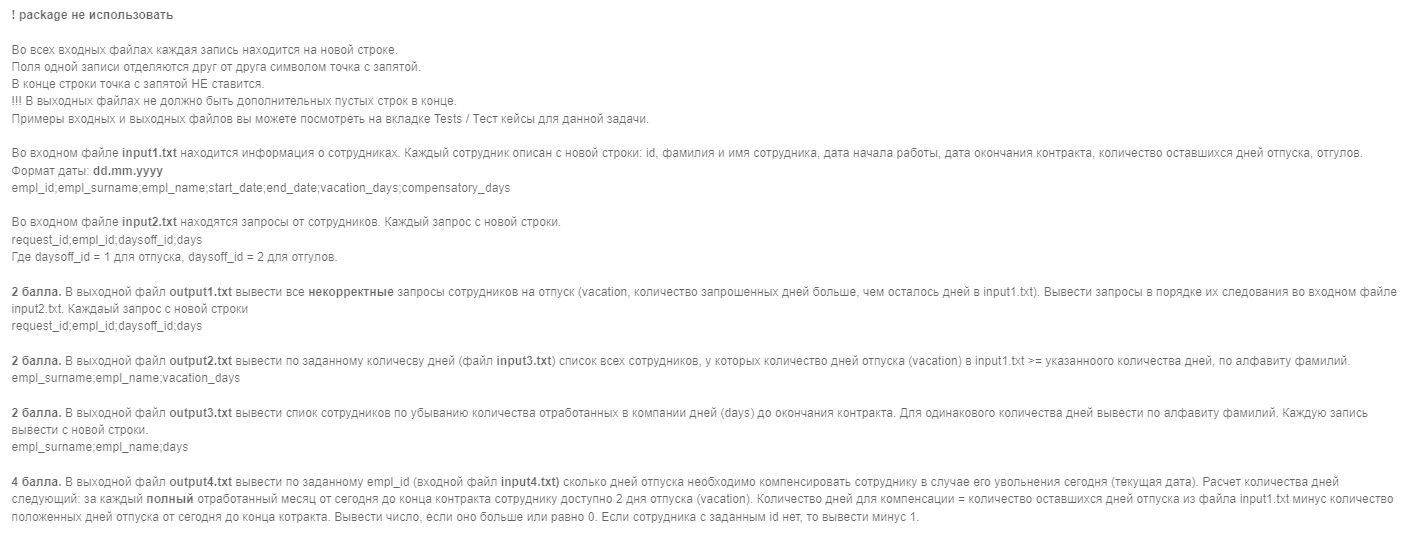 ! package не использовать
Во всех входных файлах каждая запись находится на новой строке.
Поля одной записи отделяются друг от друга символом точка с запятой.
В конце строки точка с запятой НЕ ставится.
!!! В выходных файлах не должно быть дополнительных пустых строк в конце.
Примеры входных и выходных файлов вы можете посмотреть на вкладке Tests / Тест кейсы для данной задачи.
Во входном файле input1.txt находится информация о сотрудниках. Каждый сотрудник описан с новой строки: id, фамилия и имя сотрудника, дата начала работы, дата окончания контракта, количество оставшихся дней отпуска, отгулов.
Формат даты: dd.mm.yyyy
empl_id;empl_surname;empl_name;start_date;end_date;vacation_days;compensatory_days
Во входном файле input2.txt находятся запросы от сотрудников. Каждый запрос с новой строки.
request_id;empl_id;daysoff_id;days
Где daysoff_id = 1 для отпуска, daysoff_id = 2 для отгулов.
2 балла. В выходной файл output1.txt вывести все некорректные запросы сотрудников на отпуск (vacation, количество запрошенных дней больше, чем осталось дней в input1.txt). Вывести запросы в порядке их следования во входном файле
input2.txt. Каждаый запрос с новой строки
request_id;empl_id;daysoff_id;days
2 балла. В выходной файл output2.txt вывести по заданному количесву дней (файл input3.txt) список всех сотрудников, у которых количество дней отпуска (vacation) в input1.txt >= указанноого количества дней, по алфавиту фамилий.
empl_surname;empl_name;vacation_days
2 балла. В выходной файл output3.txt вывести спиок сотрудников по убыванию количества отработанных в компании дней (days) до окончания контракта. Для одинакового количества дней вывести по алфавиту фамилий. Каждую запись
вывести с новой строки.
empl_surname;empl_name;days
4 балла. В выходной файл output4.txt вывести по заданному empl_id (входной файл input4.txt) сколько дней отпуска необходимо компенсировать сотруднику в случае его увольнения сегодня (текущая дата). Расчет количества дней
следующий: за каждый полный отработанный месяц от сегодня до конца контракта сотруднику доступно 2 дня отпуска (vacation). Количество дней для компенсации = количество оставшихся дней отпуска из файла input1.txt минус количество
положенных дней отпуска от сегодня до конца котракта. Вывести число, если оно больше или равно 0. Если сотрудника с заданным id нет, то вывести минус 1.